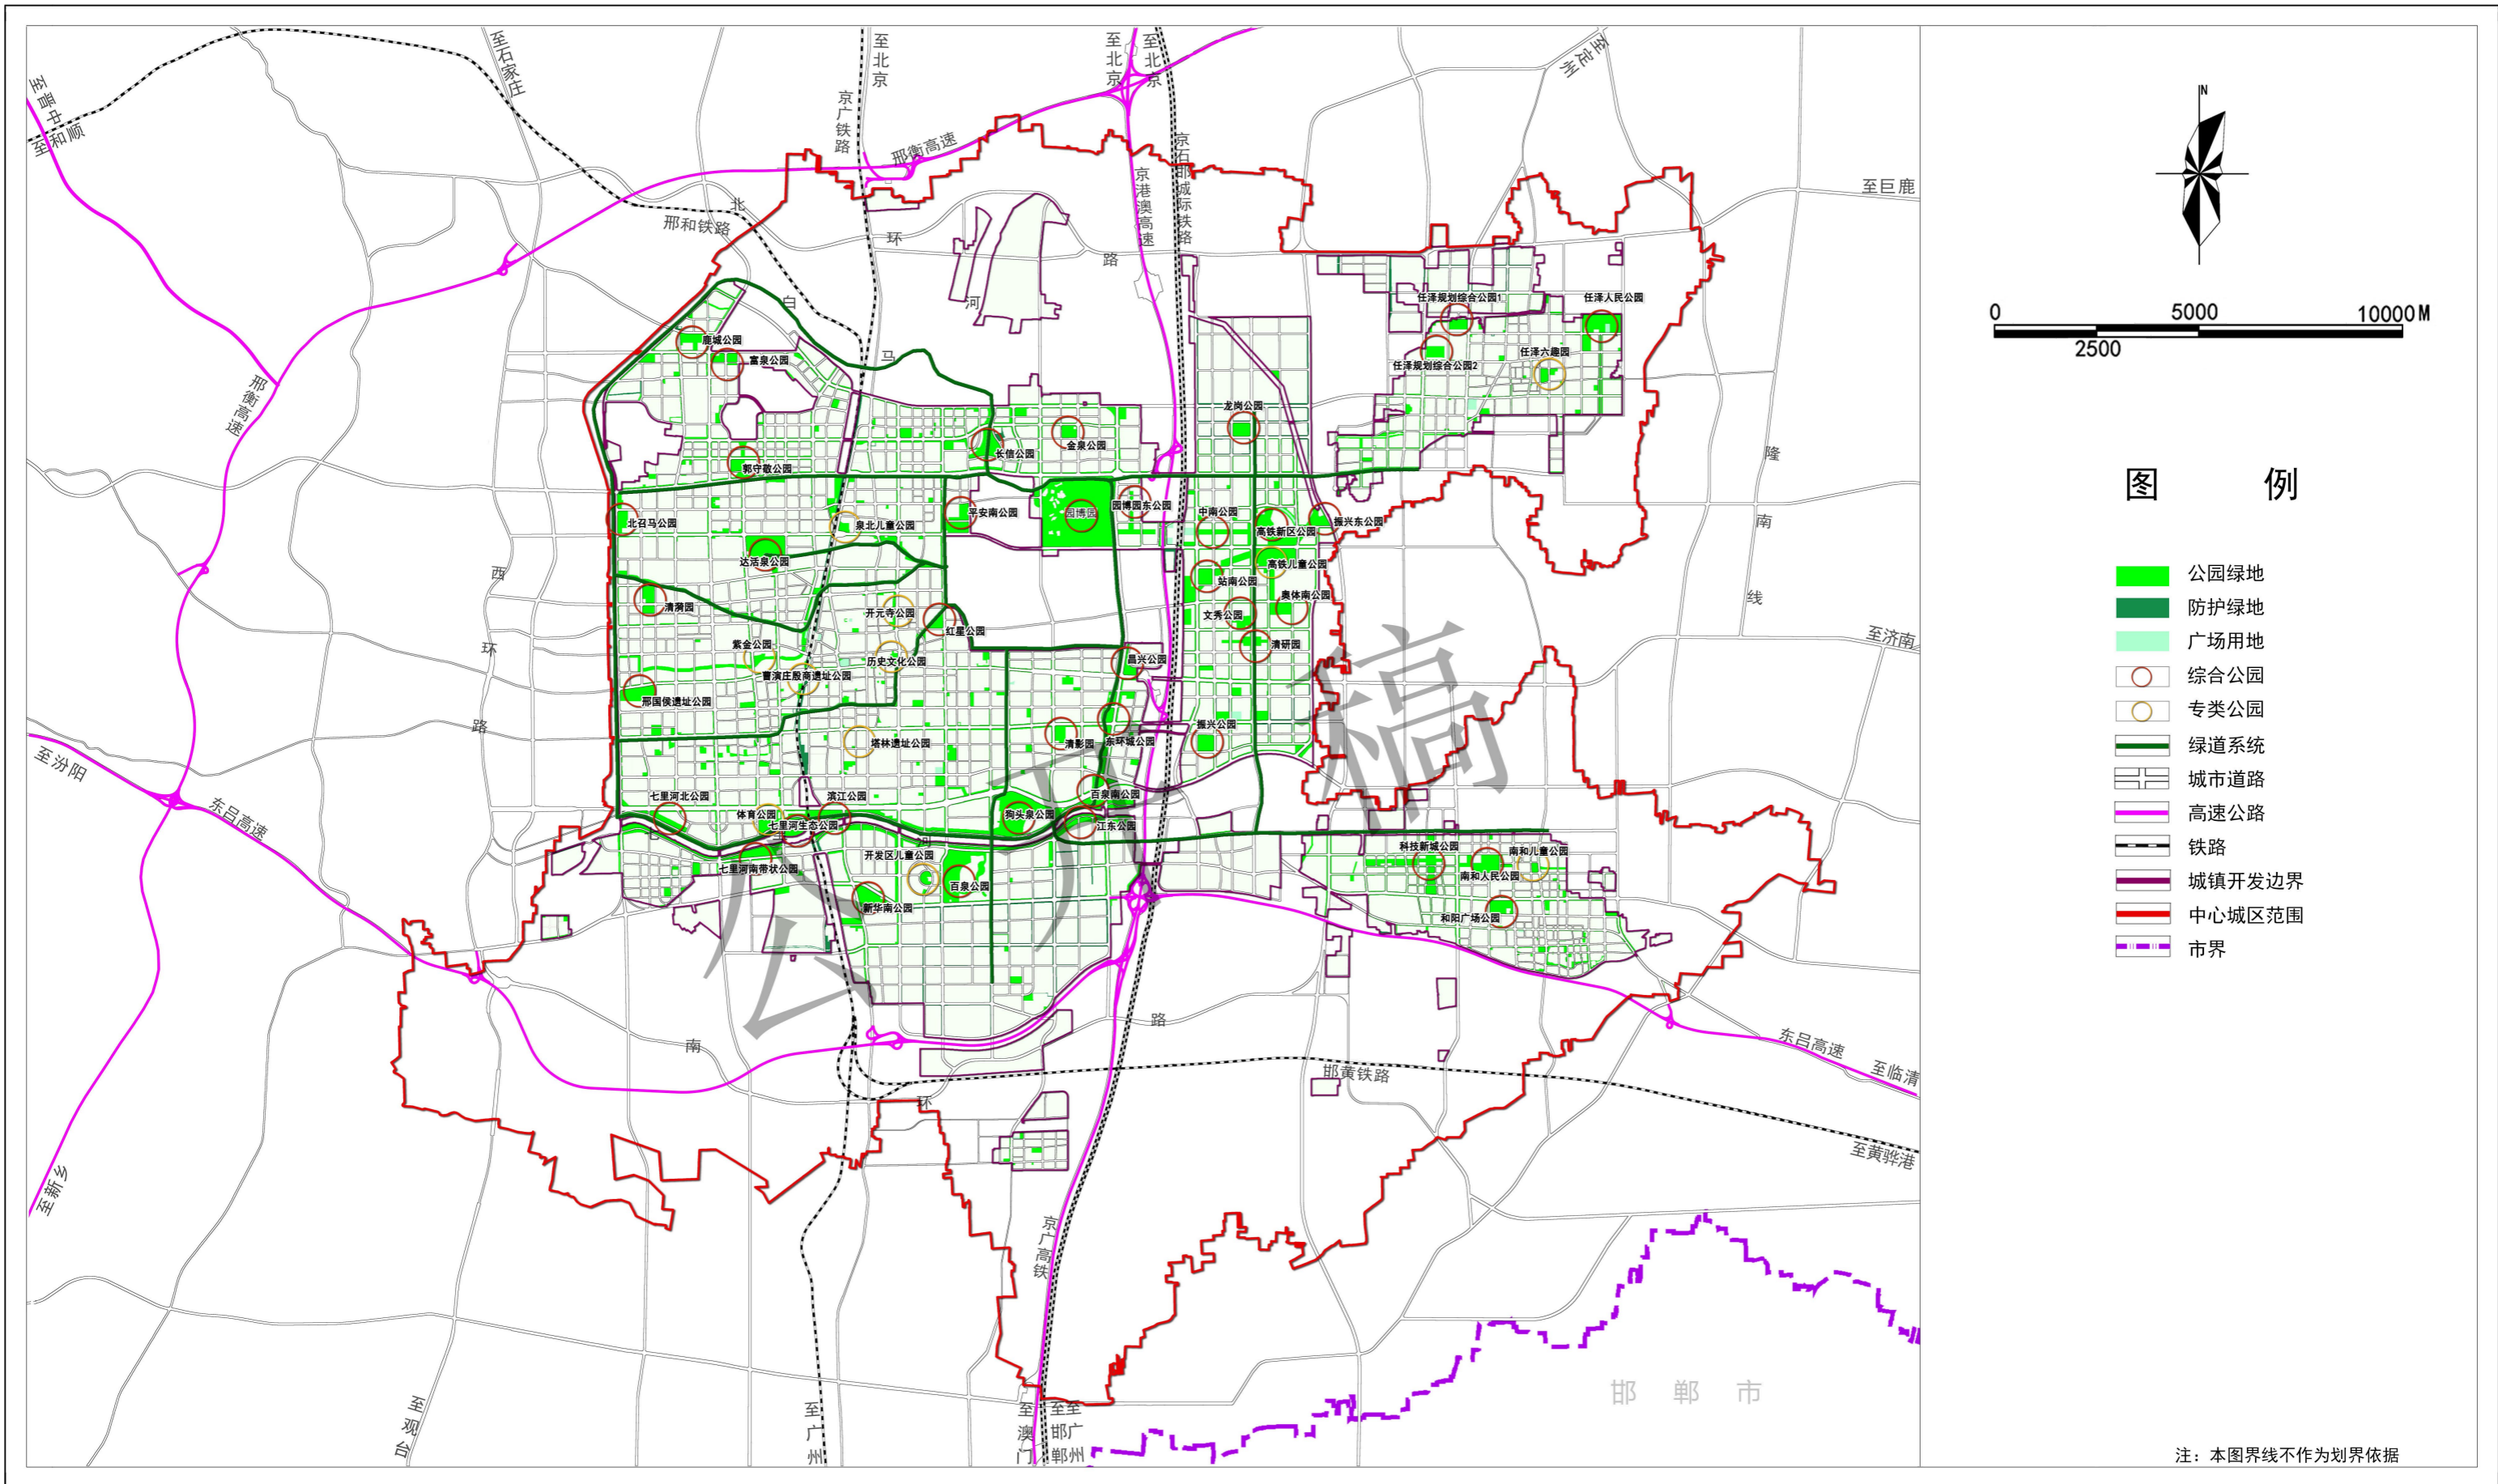 至石家庄
至北京
至北京
至北京
至定州
至晋中
至和顺
京广铁路
邢衡高速
京港澳高速
京石邯城际铁路
至巨鹿
邢和铁路
北
环
路
白
马
河
任泽规划综合公园1
任泽人民公园
任泽规划综合公园2
任泽六趣园
鹿城公园
富泉公园
邢衡高速
龙岗公园
金泉公园
长信公园
郭守敬公园
隆
南
线
北召马公园
泉北儿童公园
平安南公园
园博园
园博园东公园
中南公园
高铁新区公园
振兴东公园
达活泉公园
高铁儿童公园
站南公园
西
环
路
清漪园
开元寺公园
红星公园
文秀公园
奥体南公园
清研园
至济南
紫金公园
历史文化公园
曹演庄殷商遗址公园
昌兴公园
邢国侯遗址公园
塔林遗址公园
清影园
东环城公园
振兴公园
至汾阳
东吕高速
七里河北公园
体育公园
滨江公园
七里河生态公园
狗头泉公园
百泉南公园
江东公园
七
河
七里河南带状公园
开发区儿童公园
百泉公园
新华南公园
科技新城公园
南和人民公园
南和儿童公园
和阳广场公园
南
环
路
邯黄铁路
东吕高速
至临清
至黄骅港
至新乡
京广高铁
至观台
至广州
至澳门
至邯郸
至广州
邯郸市
公开稿
N
0 5000 10000M
2500
图例
公园绿地
防护绿地
广场用地
综合公园
专类公园
绿道系统
城市道路
高速公路
铁路
城镇开发边界
中心城区范围
市界
注：本图界线不作为划界依据